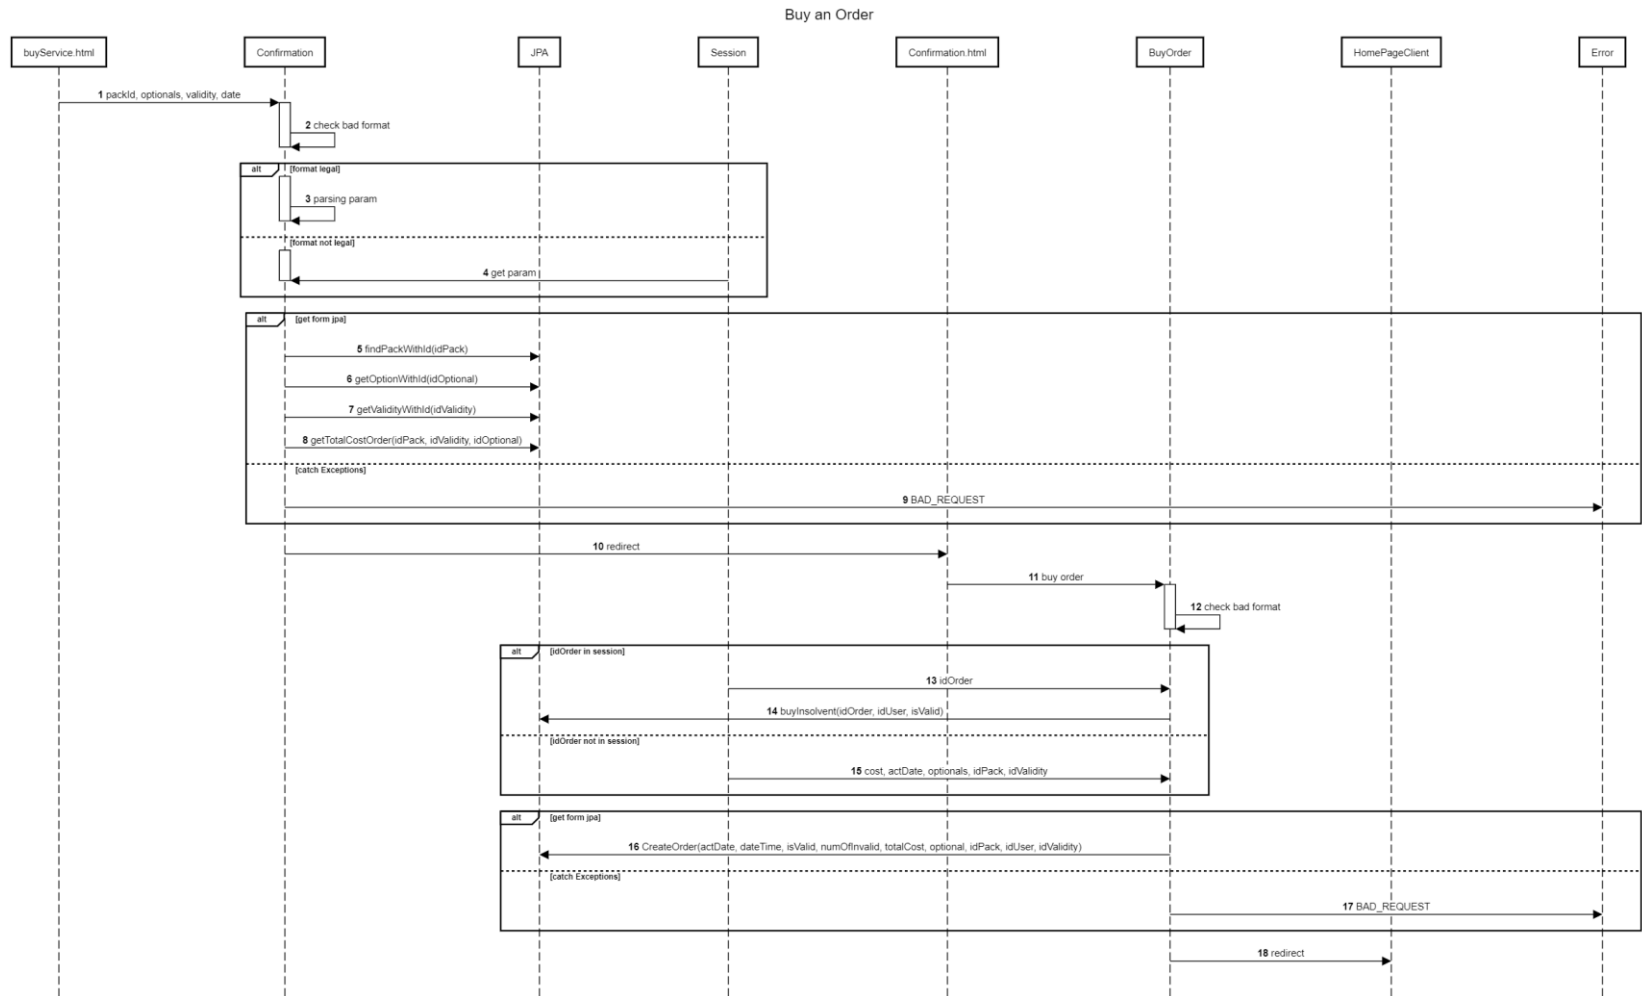 Buy an Order
buyService.html
Confirmation
JPA
Session
Confirmation.html
BuyOrder
HomePageClient
Error
1 packId, optionals, validity, date
2 check bad format
alt [format legal]
3 parsing param
[format not legal]
4 get param
alt [get form jpa]
5 findPackWithId(idPack)
6 getOptionWithId(idOptional)
7 getValidityWithId(idValidity)
8 getTotalCostOrder(idPack, idValidity, idOptional)
[catch Exceptions]
9 BAD_REQUEST
10 redirect
11 buy order
12 check bad format
alt [idOrder in session]
13 idOrder
14 buyInsolvent(idOrder, idUser, isValid)
[idOrder not in session]
15 cost, actDate, optionals, idPack, idValidity
alt [get form jpa]
16 CreateOrder(actDate, dateTime, isValid, numOfInvalid, totalCost, optional, idPack, idUser, idValidity)
[catch Exceptions]
17 BAD_REQUEST
18 redirect